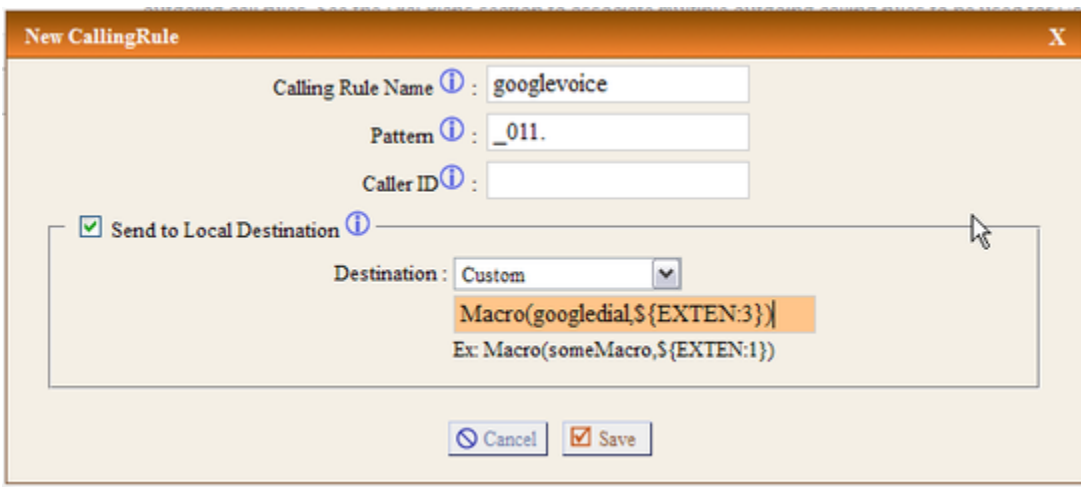 New CallingRule X
Calling Rule Name ⓘ : googlevoice
Pattern ⓘ : _011.
Caller ID ⓘ :
Send to Local Destination ⓘ
Destination : Custom
Macro(googledial,${EXTEN:3})
Ex: Macro(someMacro,${EXTEN:1})
Cancel Save